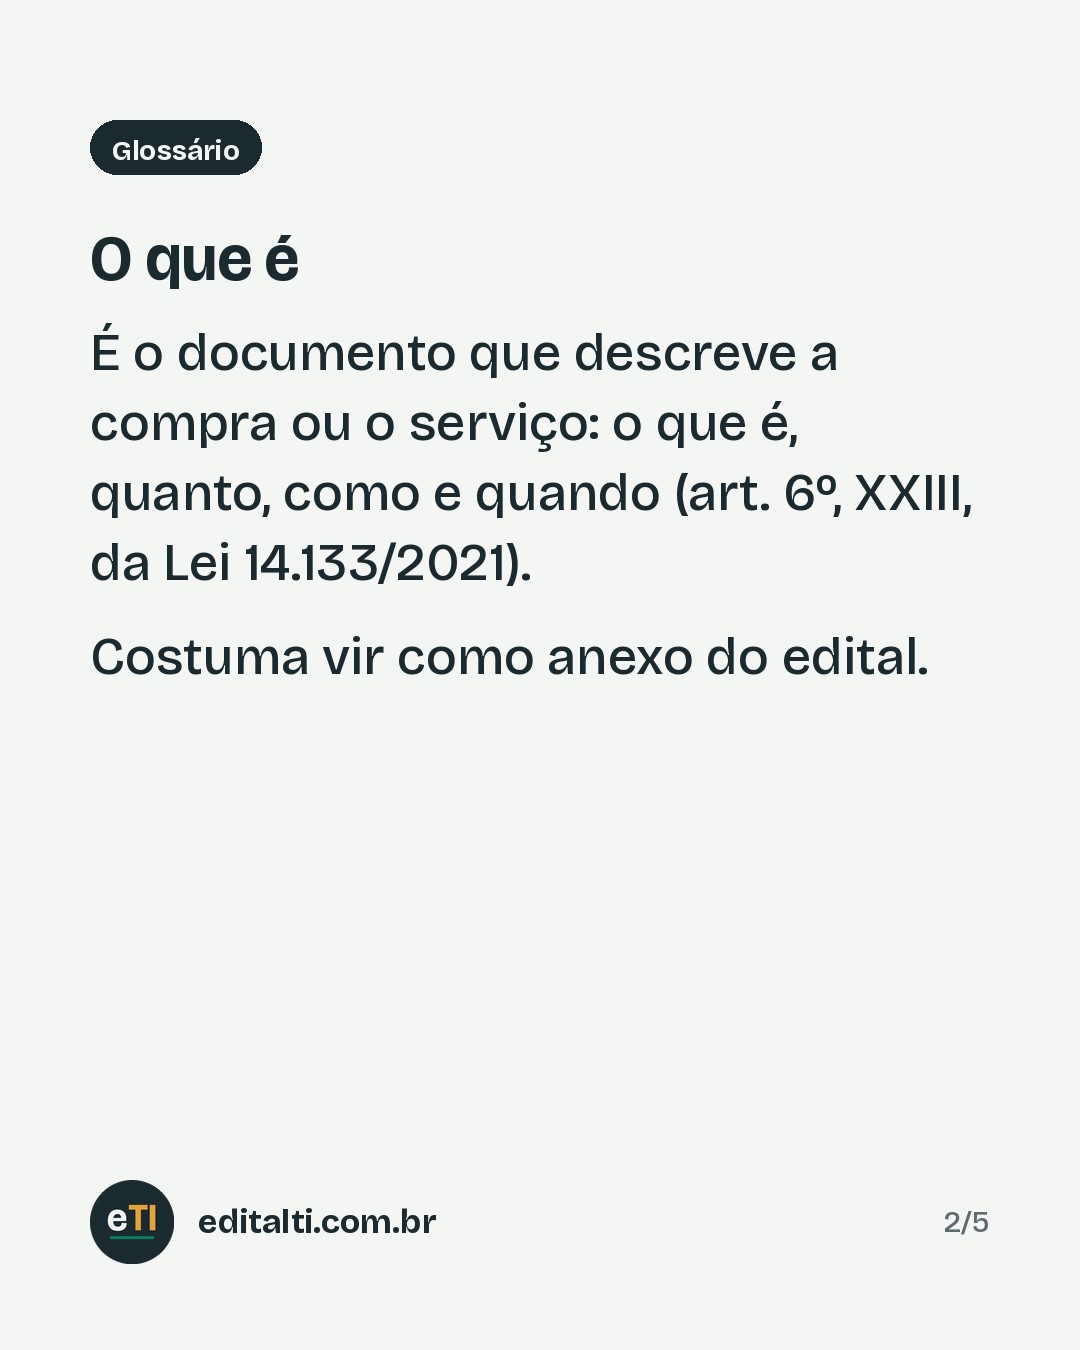 Glossário
O que é
É o documento que descreve a
compra ou o serviço: o que é,
quanto, como e quando (art. 6º, XXIII,
da Lei 14.133/2021).
Costuma vir como anexo do edital.
eTI
editalti.com.br
2/5